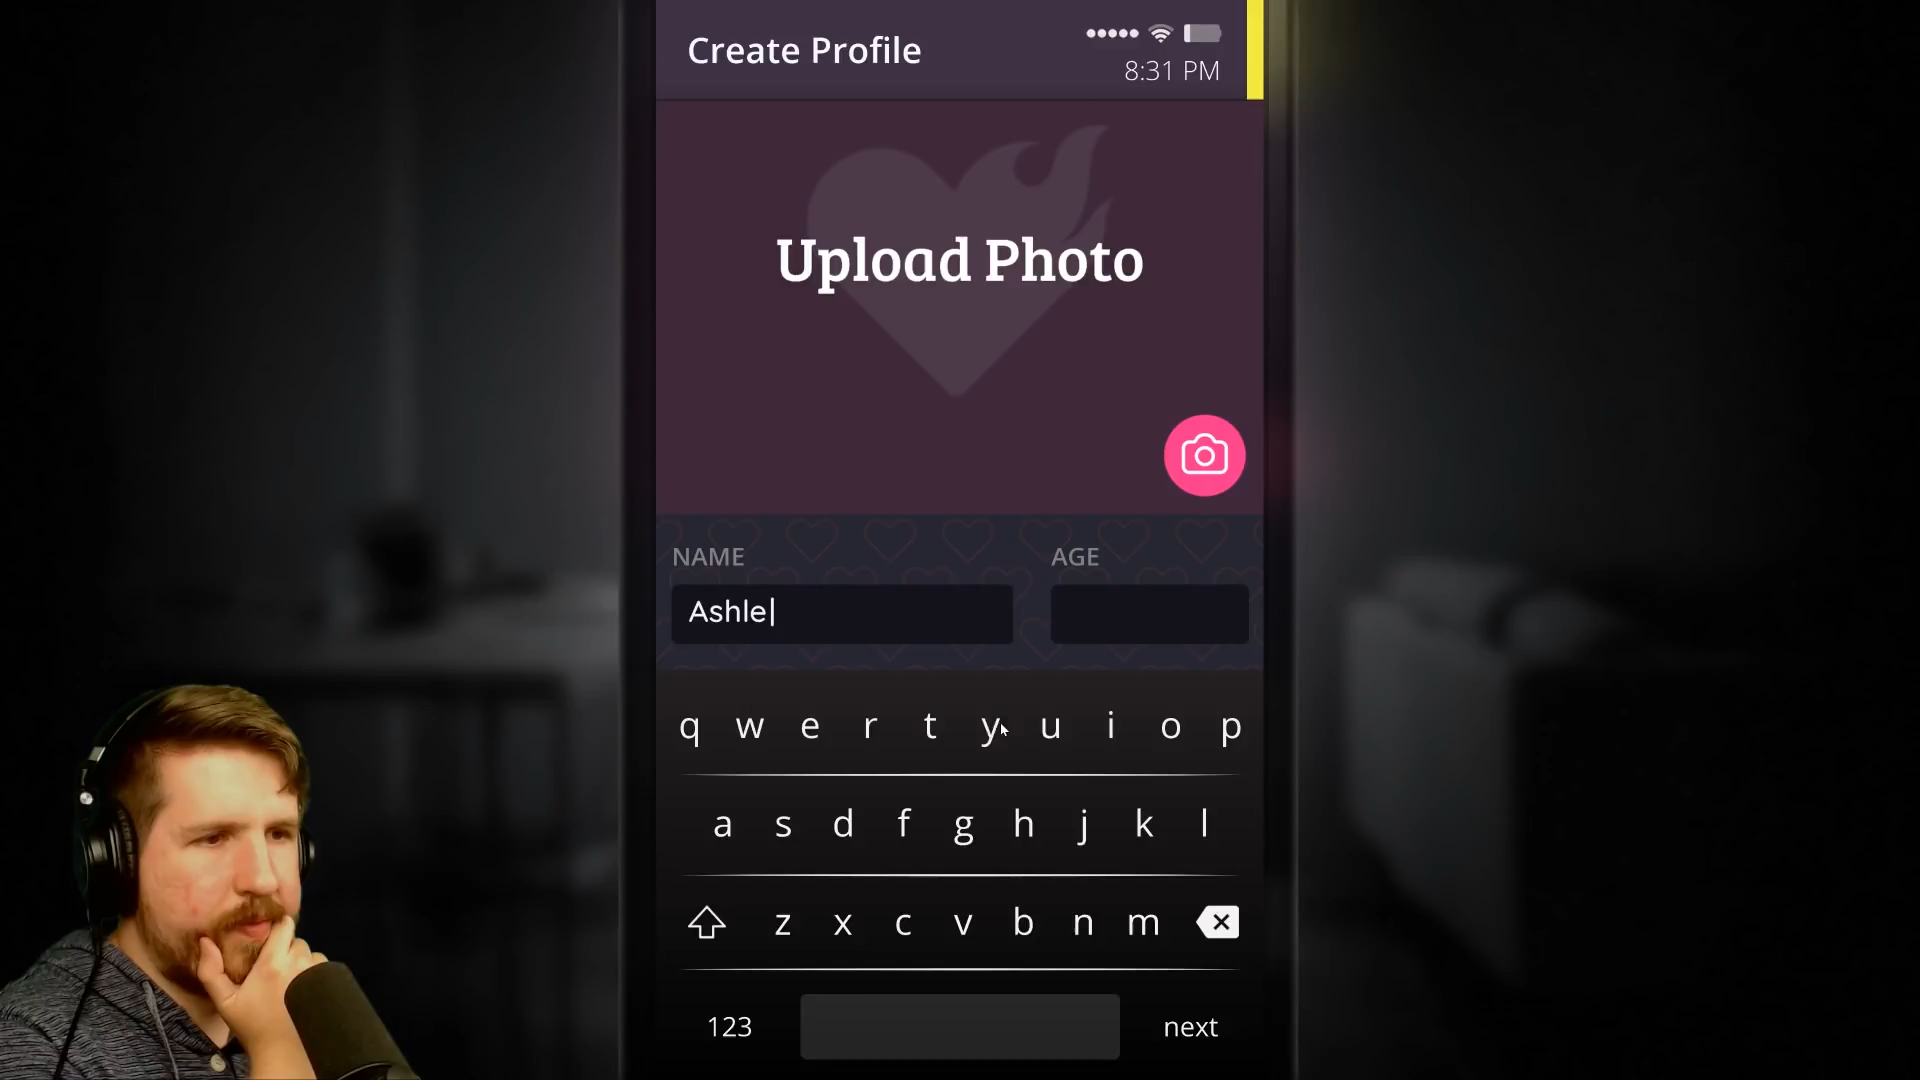 Create Profile
8:31 PM
Upload Photo
NAME
AGE
Ashle
q w e r t y u i o p
a s d f g h j k l
z x c v b n m
123
next